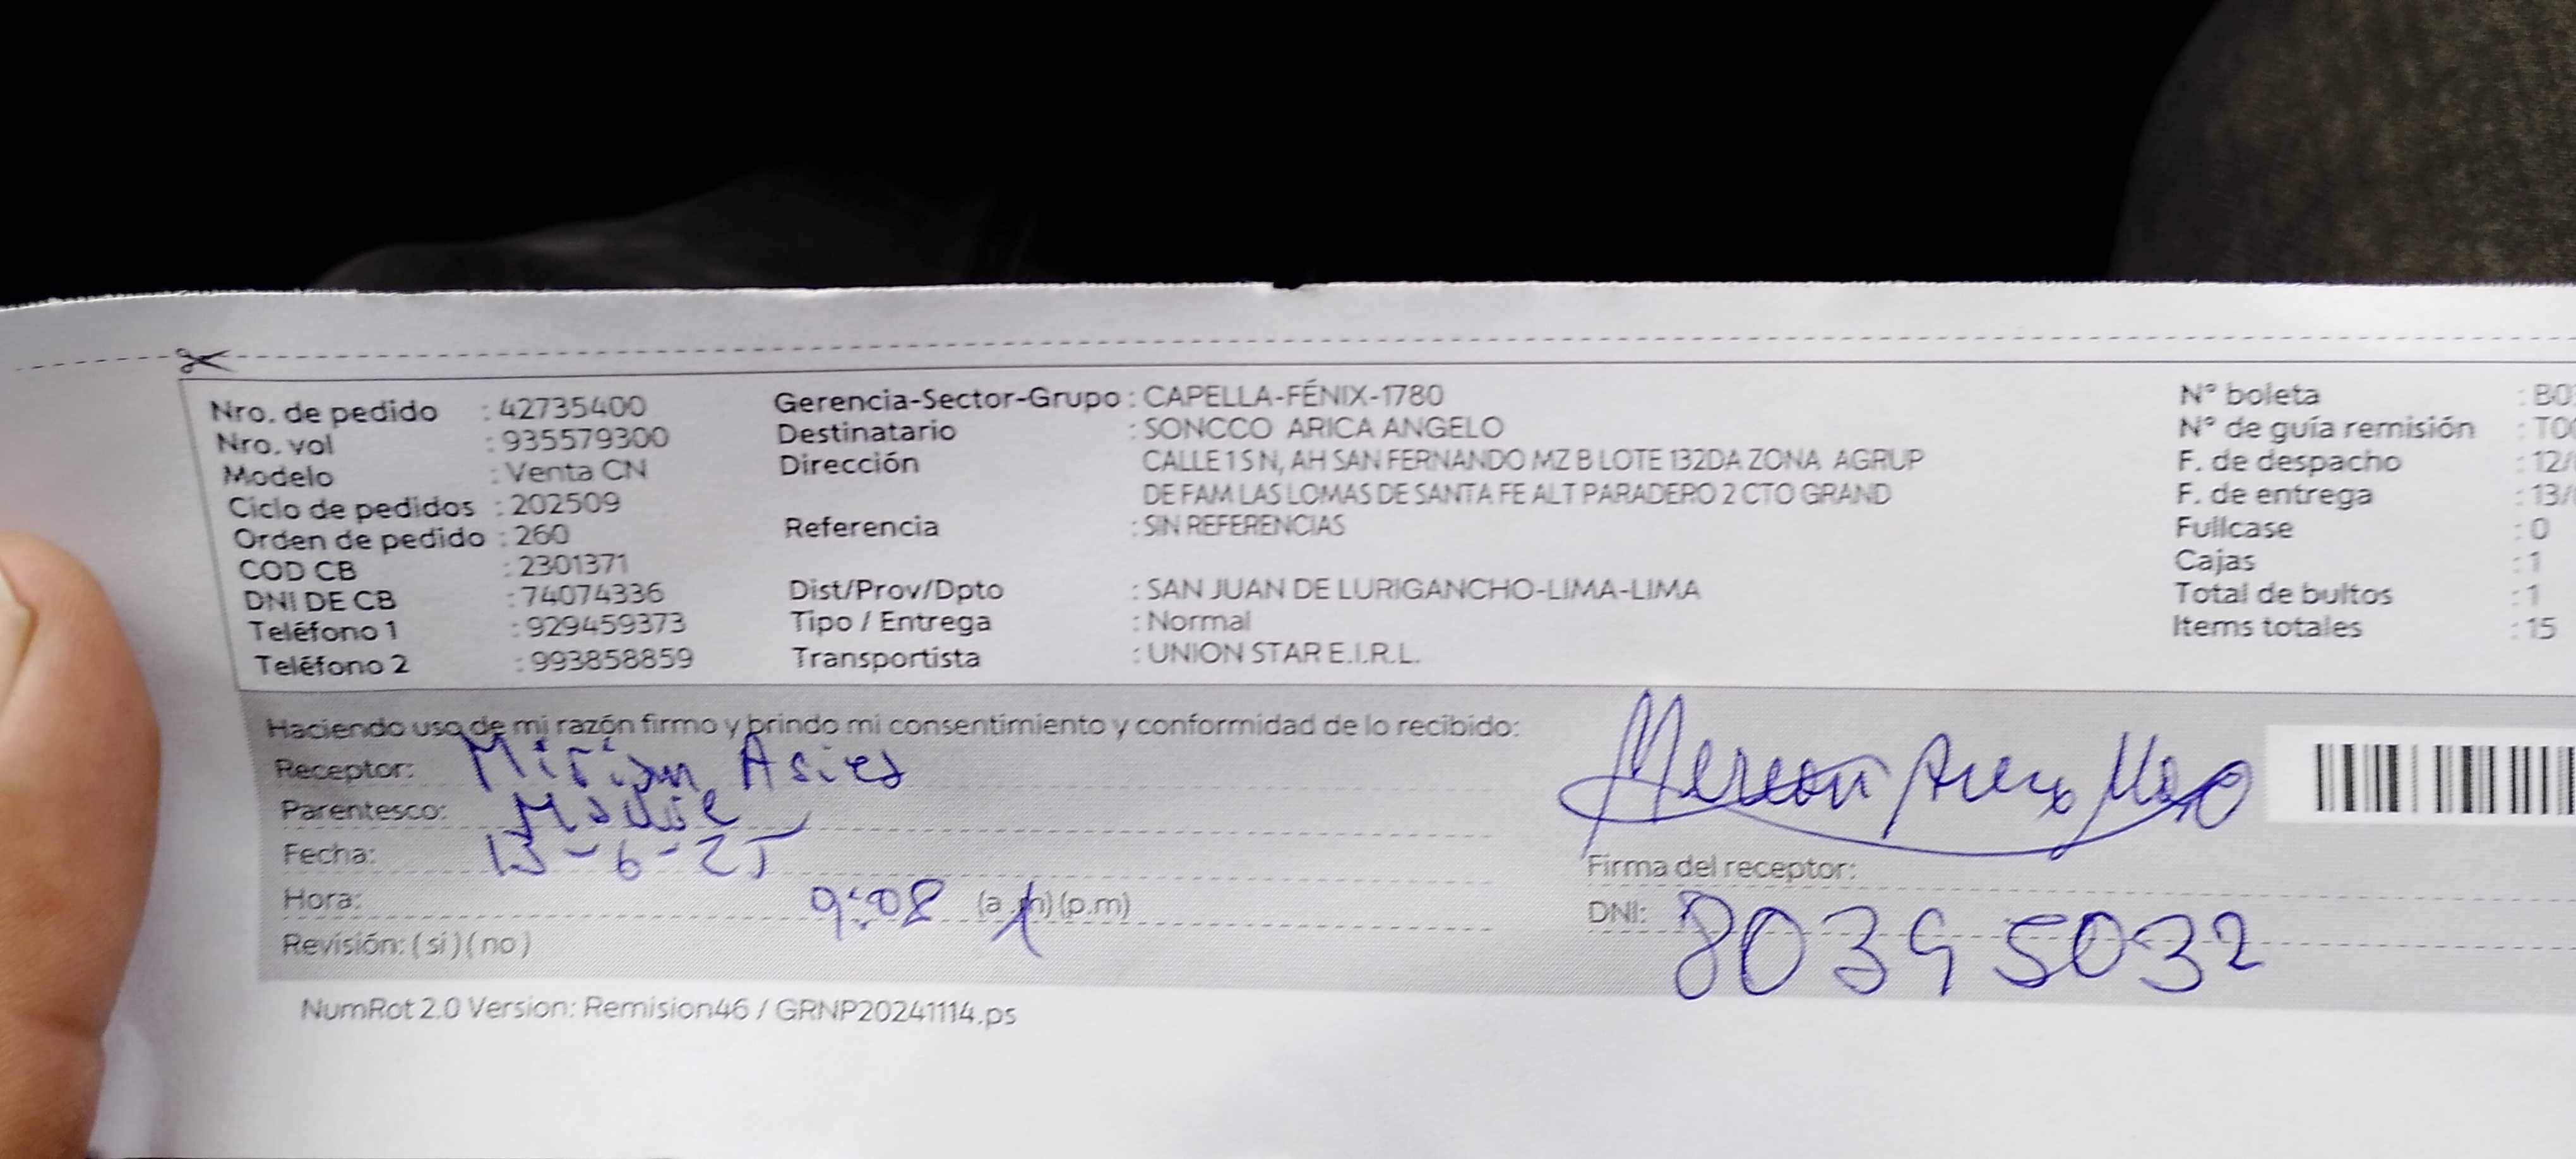 Nro. de pedido : 42735400
Nro. vol : 935579300
Modelo : Venta CN
Ciclo de pedidos : 202509
Orden de pedido : 260
COD CB : 2301371
DNI DE CB : 74074336
Teléfono 1 : 929459373
Teléfono 2 : 993858859
Gerencia-Sector-Grupo : CAPELLA-FÉNIX-1780
Destinatario : SONCCO ARICA ANGELO
Dirección CALLE 1 S N, AH SAN FERNANDO MZ B LOTE 132DA ZONA AGRUP
DE FAM LAS LOMAS DE SANTA FE ALT PARADERO 2 CTO GRAND
Referencia : SIN REFERENCIAS
Dist/Prov/Dpto : SAN JUAN DE LURIGANCHO-LIMA-LIMA
Tipo / Entrega : Normal
Transportista : UNION STAR E.I.R.L.
N° boleta : B0
N° de guía remisión : T00
F. de despacho : 12/
F. de entrega : 13/
Fullcase : 0
Cajas : 1
Total de bultos : 1
Items totales : 15
Haciendo uso de mi razón firmo y brindo mi consentimiento y conformidad de lo recibido:
Receptor: Miriam
Parentesco: Madre
Fecha: 13-6-25
Hora: 9:08 (a.m) (p.m)
Revisión: ( si ) ( no )
Firma del receptor:
DNI: 80395032
NumRot 2.0 Version: Remision46 / GRNP20241114.ps